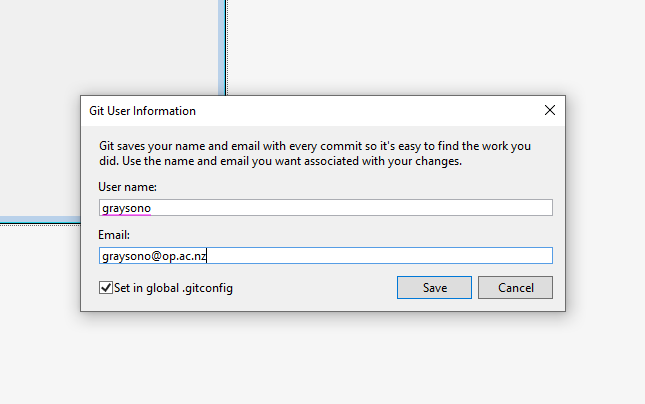 Git User Information
Git saves your name and email with every commit so it's easy to find the work you
did. Use the name and email you want associated with your changes.
User name:
graysono
Email:
graysono@op.ac.nz
Set in global .gitconfig
Save
Cancel